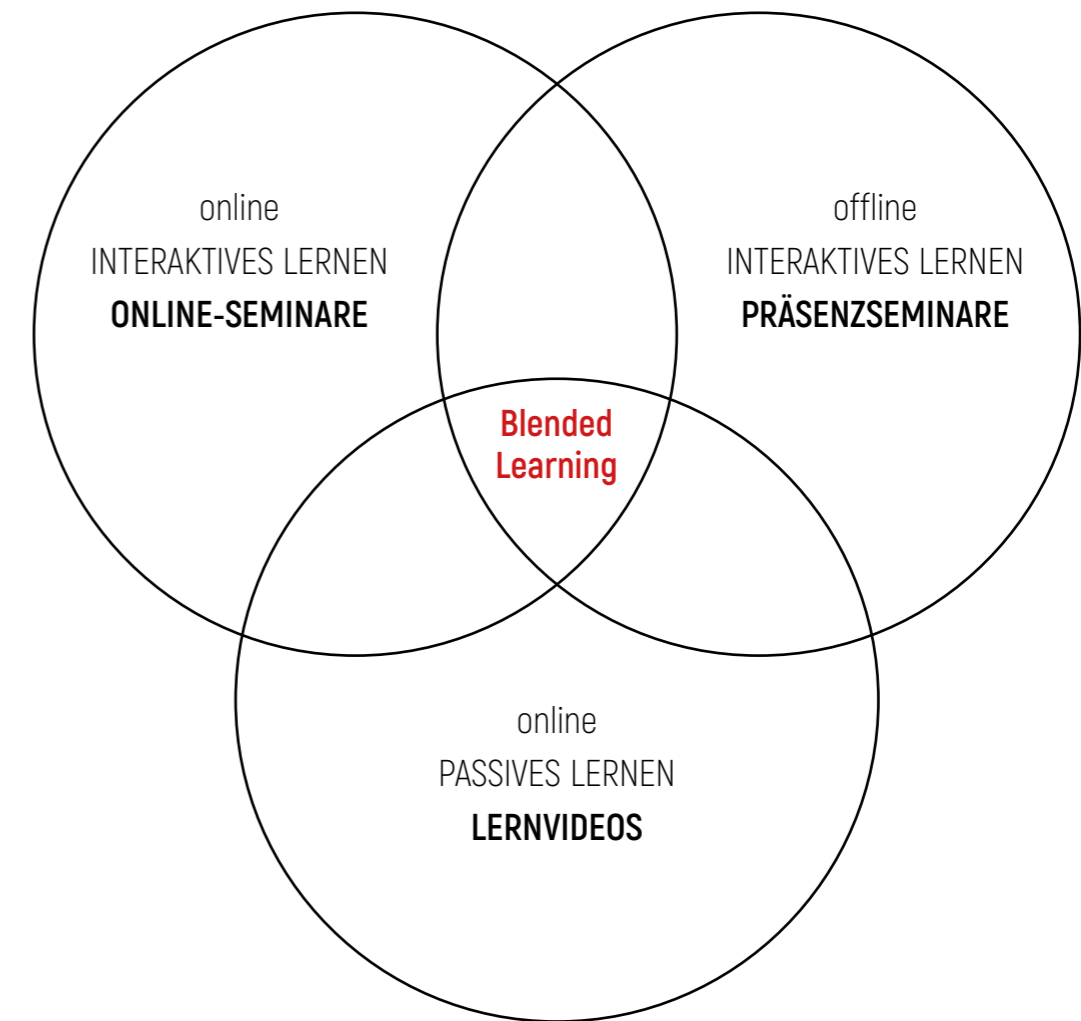 online
INTERAKTIVES LERNEN
ONLINE-SEMINARE
offline
INTERAKTIVES LERNEN
PRÄSENZSEMINARE
Blended
Learning
online
PASSIVES LERNEN
LERNVIDEOS